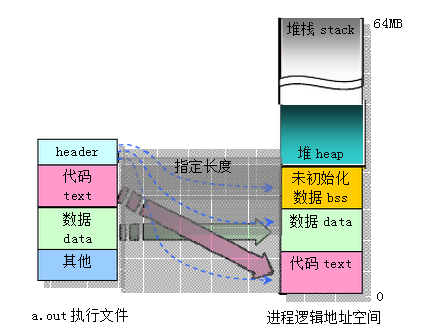 堆栈 stack
64MB
header
代码
text
数据
data
其他
指定长度
堆 heap
未初始化
数据 bss
数据 data
代码 text
0
a.out 执行文件
进程逻辑地址空间